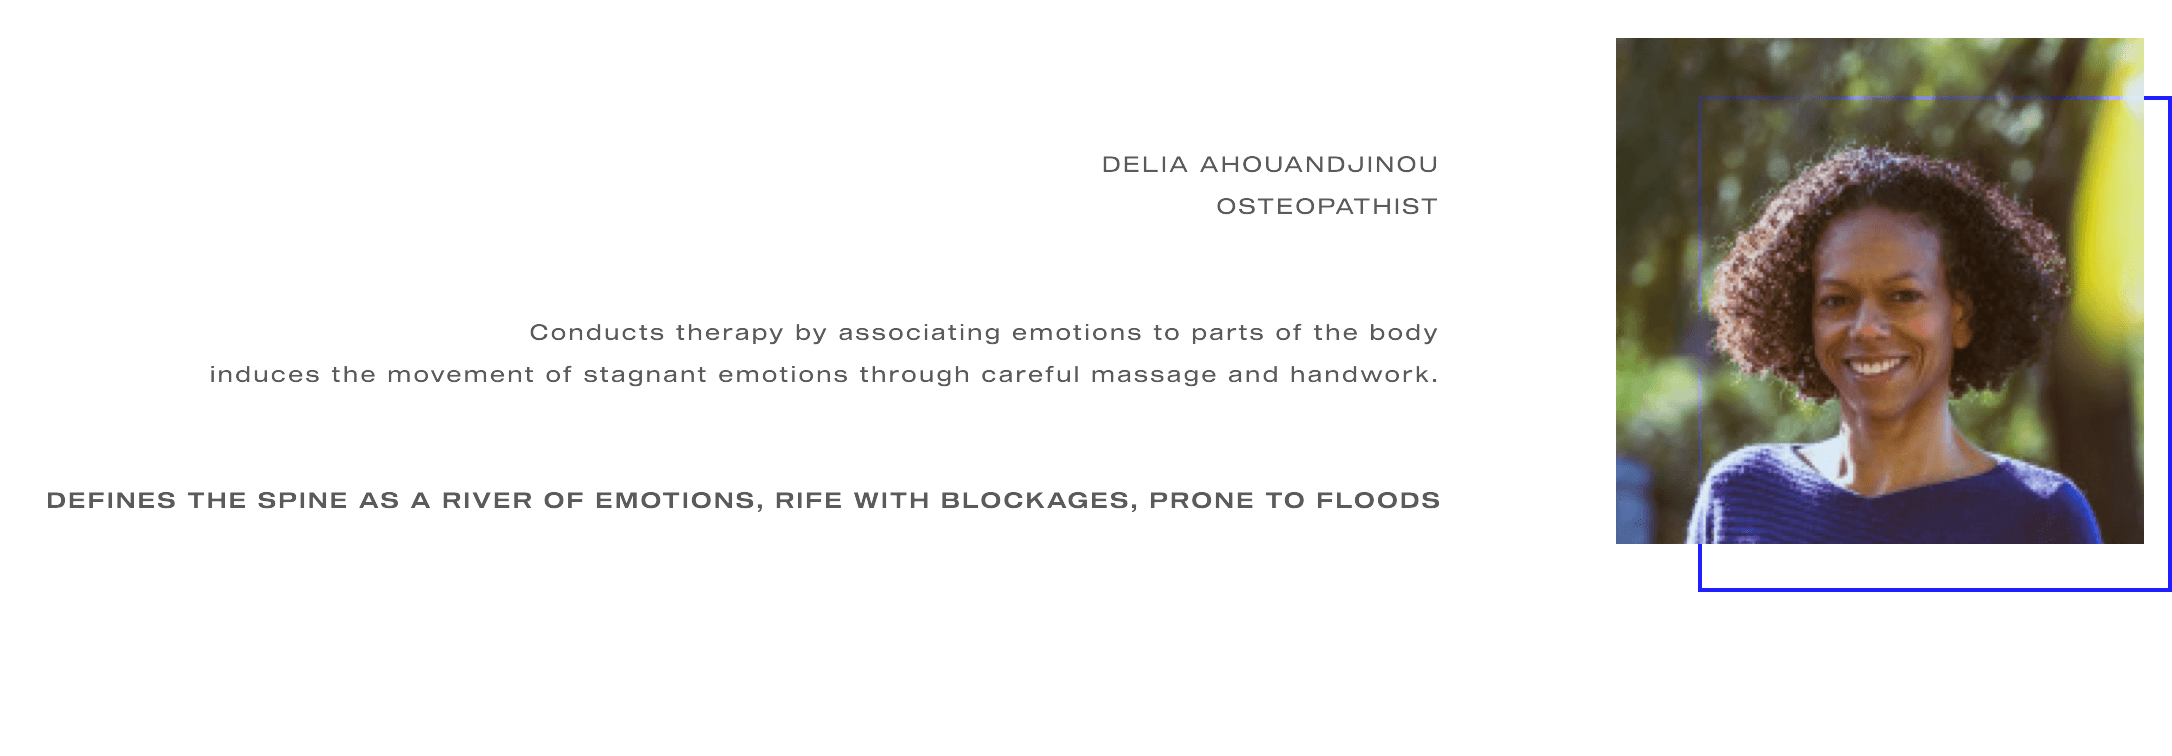 DELIA AHOUANDJINOU
OSTEOPATHIST
Conducts therapy by associating emotions to parts of the body
induces the movement of stagnant emotions through careful massage and handwork.
DEFINES THE SPINE AS A RIVER OF EMOTIONS, RIFE WITH BLOCKAGES, PRONE TO FLOODS